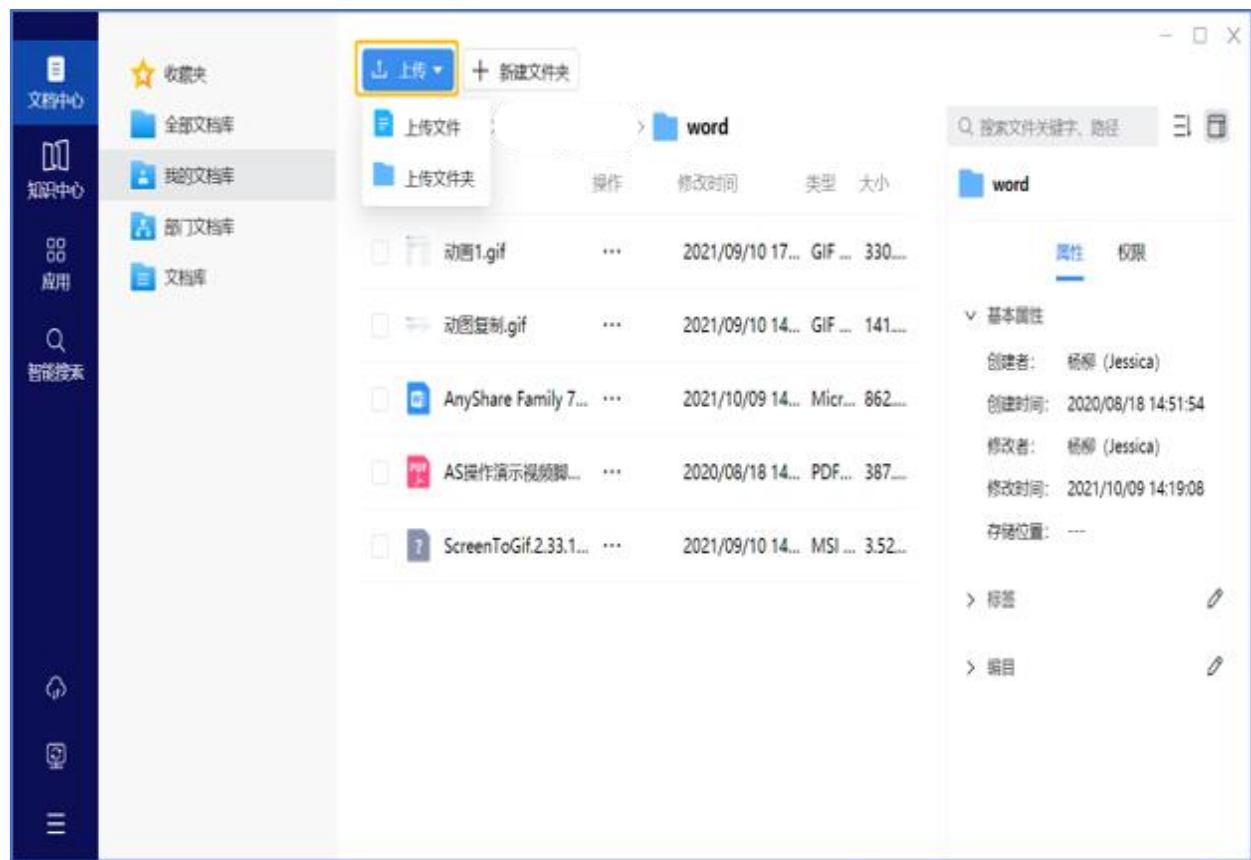 文档中心
知识中心
应用
智能搜索
收藏夹
全部文档库
我的文档库
部门文档库
文档库
上传
新建文件夹
上传文件
上传文件夹
word
搜索文件关键字、路径
操作 修改时间 类型 大小
动画1.gif ... 2021/09/10 17... GIF ... 330....
动图复制.gif ... 2021/09/10 14... GIF ... 141....
AnyShare Family 7... ... 2021/10/09 14... Micr... 862....
AS操作演示视频脚... ... 2020/08/18 14... PDF... 387....
ScreenToGif.2.33.1... ... 2021/09/10 14... MSI ... 3.52...
word
属性 权限
基本属性
创建者: 杨柳 (Jessica)
创建时间: 2020/08/18 14:51:54
修改者: 杨柳 (Jessica)
修改时间: 2021/10/09 14:19:08
存储位置: ---
标签
编目